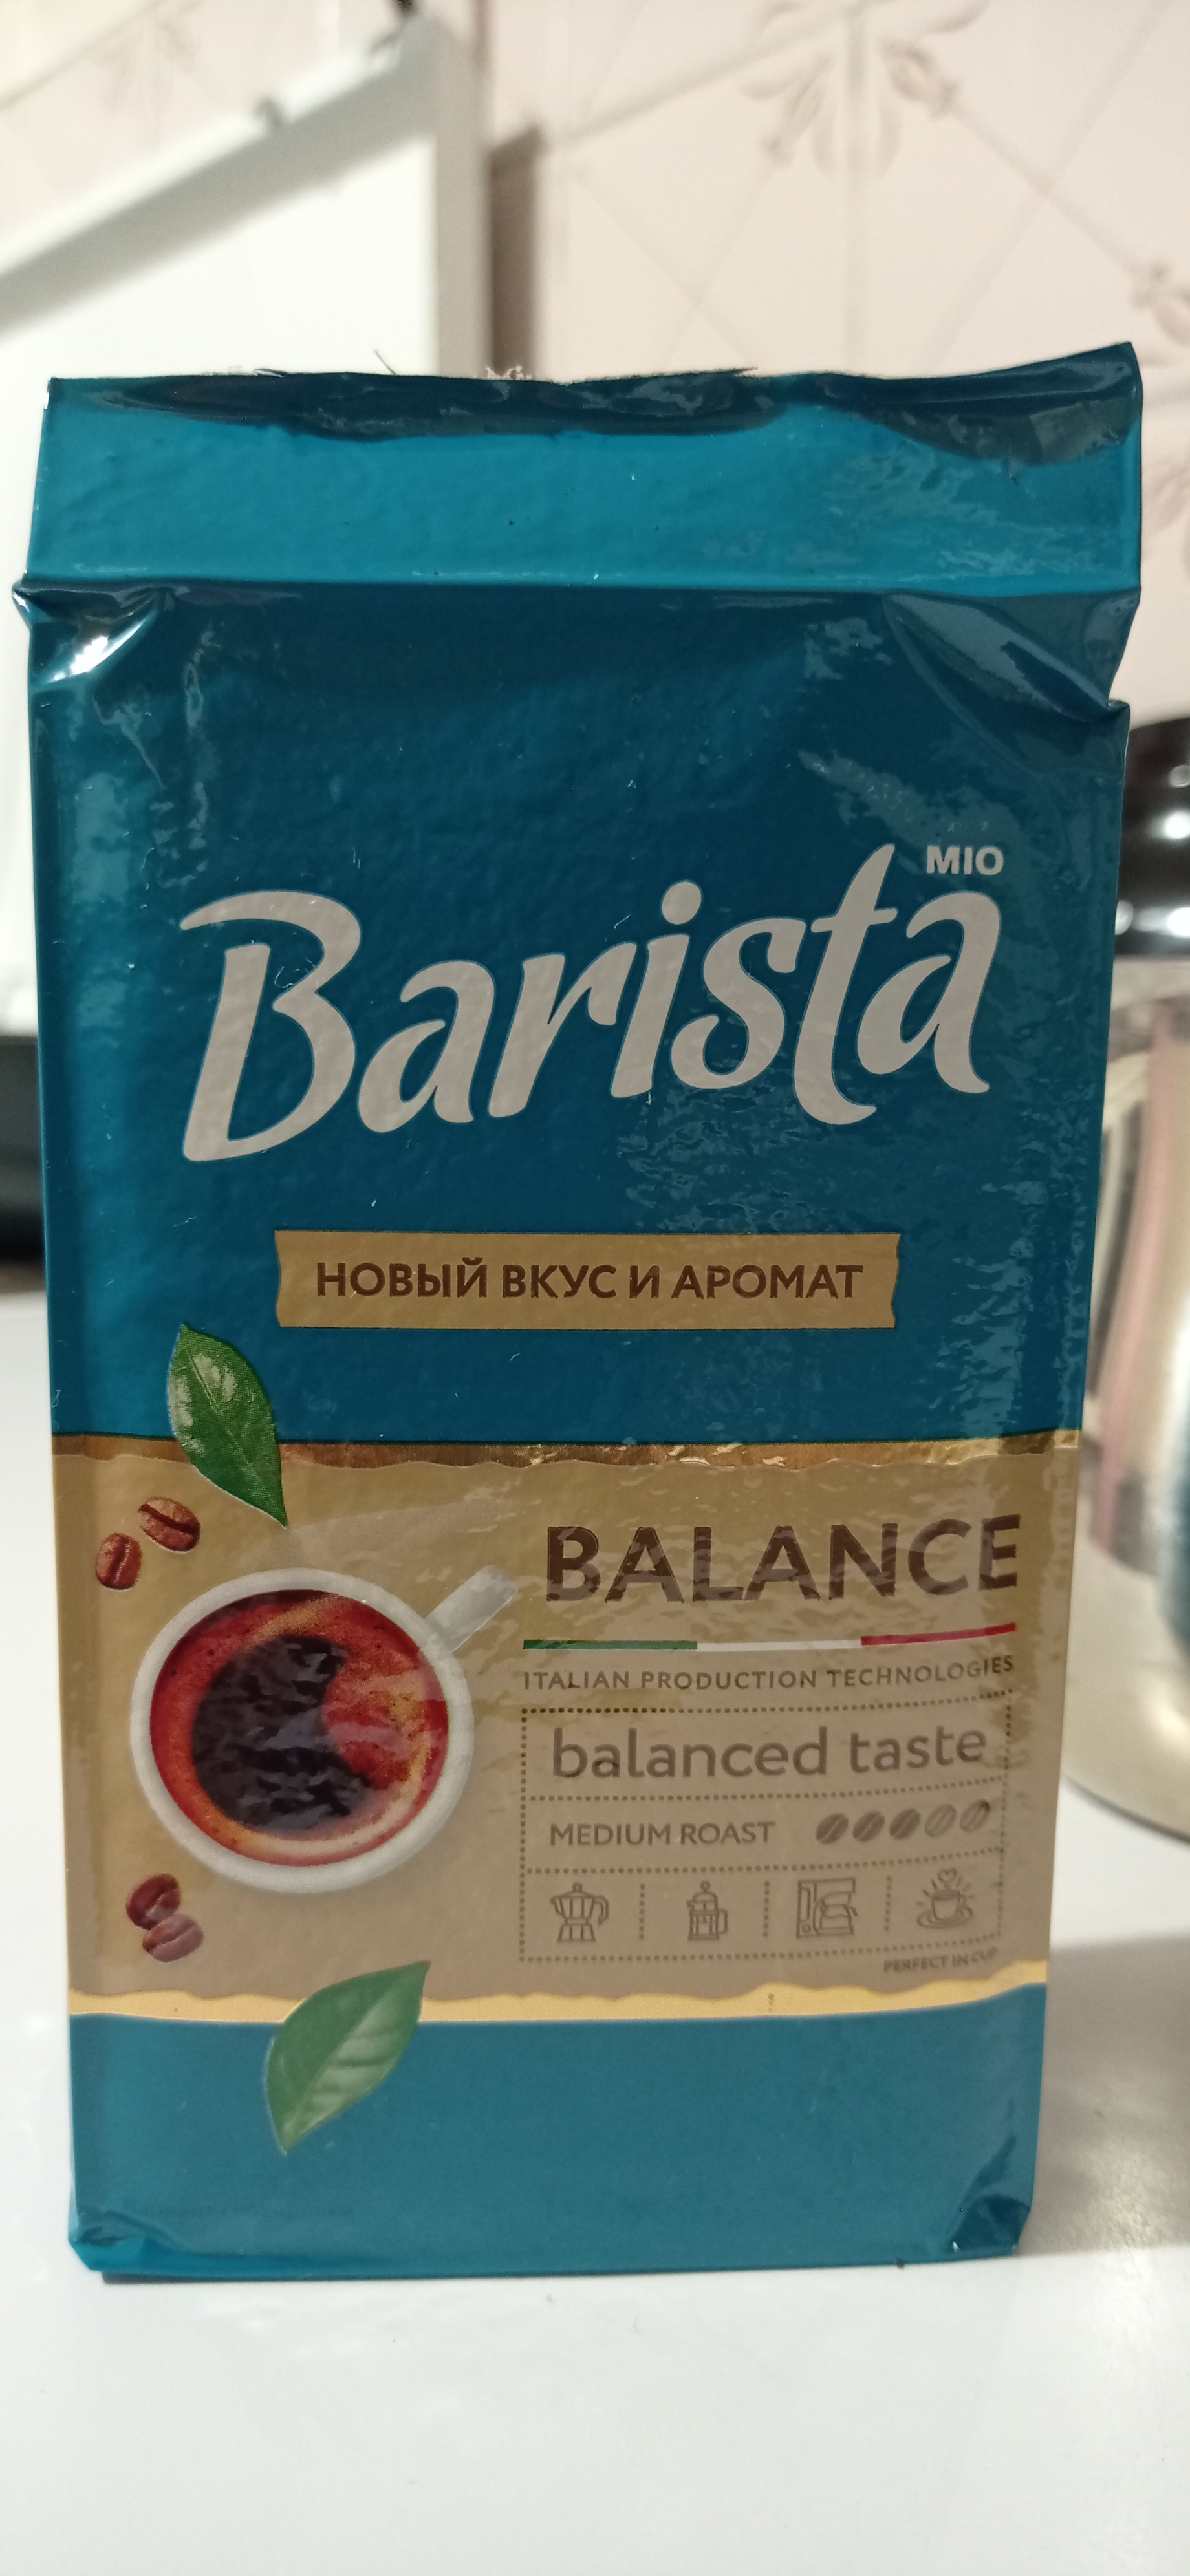 MIO
Barista
НОВЫЙ ВКУС И АРОМАТ
BALANCE
ITALIAN PRODUCTION TECHNOLOGIES
balanced taste
MEDIUM ROAST
PERFECT IN CUP